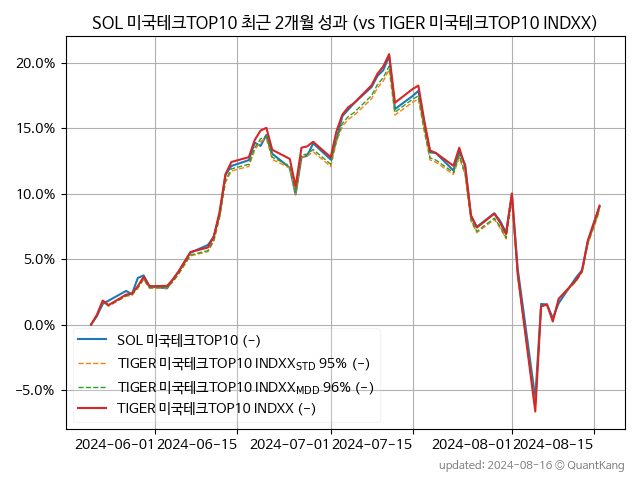 SOL 미국테크TOP10 최근 2개월 성과 (vs TIGER 미국테크TOP10 INDXX)
20.0%
15.0%
10.0%
5.0%
0.0%
−5.0%
SOL 미국테크TOP10 (-)
TIGER 미국테크TOP10 INDXX_STD 95% (-)
TIGER 미국테크TOP10 INDXX_MDD 96% (-)
TIGER 미국테크TOP10 INDXX (-)
2024-06-01 2024-06-15 2024-07-01 2024-07-15 2024-08-01 2024-08-15
updated: 2024-08-16 © QuantKang